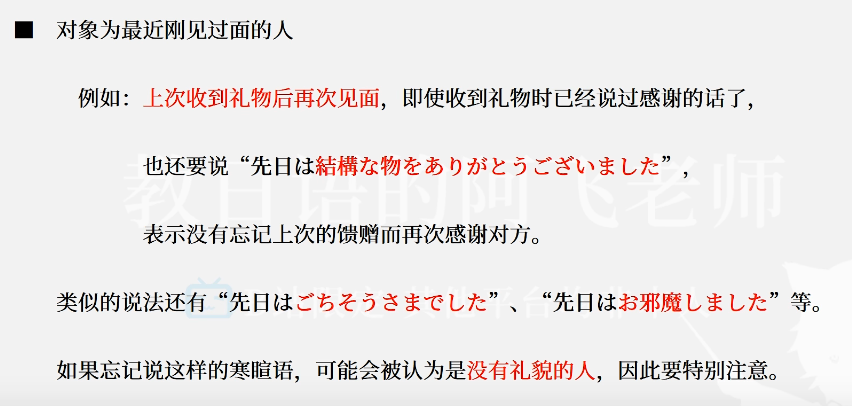 ■ 对象为最近刚见过面的人
例如：上次收到礼物后再次见面，即使收到礼物时已经说过感谢的话了，
也还要说“先日は結構な物をありがとうございました”，
表示没有忘记上次的馈赠而再次感谢对方。
类似的说法还有“先日はごちそうさまでした”、“先日はお邪魔しました”等。
如果忘记说这样的寒暄语，可能会被认为是没有礼貌的人，因此要特别注意。
教日语的阿飞老师